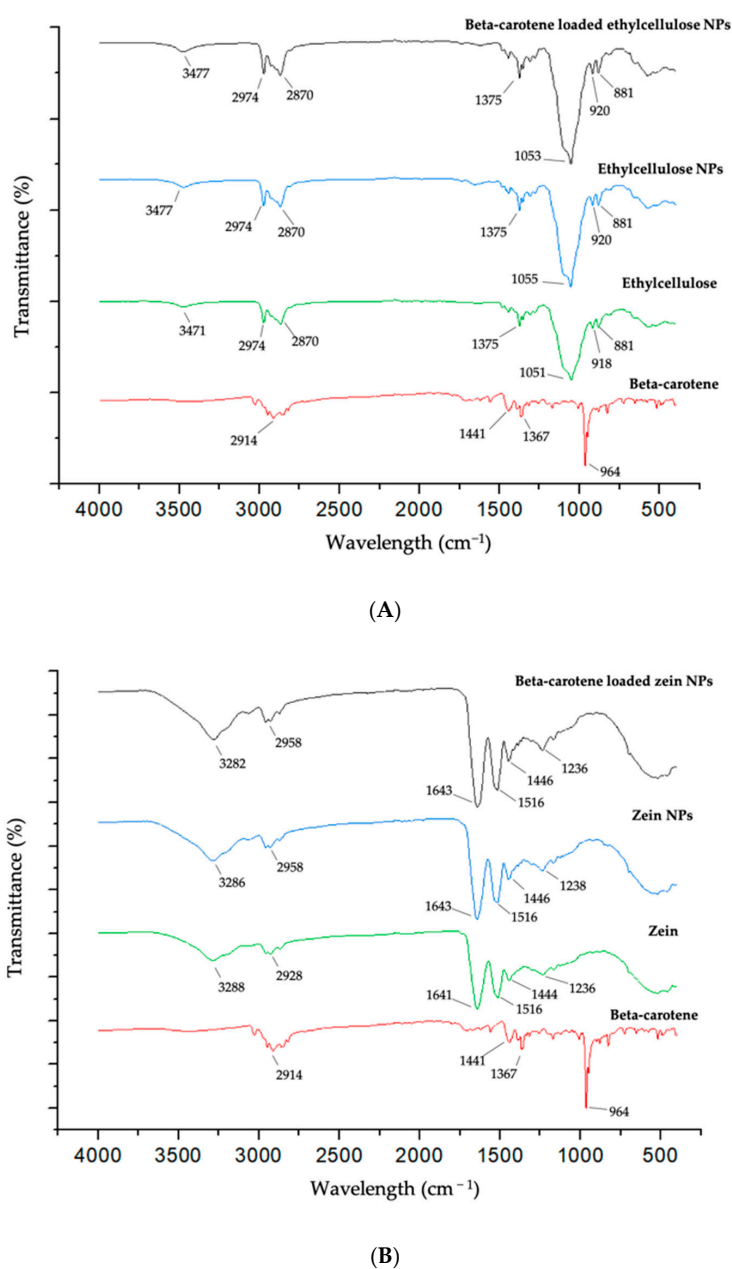 Beta-carotene loaded ethylcellulose NPs
3477
2974
2870
1375
1053
920
881
Ethylcellulose NPs
3477
2974
2870
1375
1055
920
881
Ethylcellulose
3471
2974
2870
1375
1051
918
881
Beta-carotene
2914
1441
1367
964
Transmittance (%)
4000 3500 3000 2500 2000 1500 1000 500
Wavelength (cm⁻¹)
(A)
Beta-carotene loaded zein NPs
3282
2958
1643
1516
1446
1236
Zein NPs
3286
2958
1643
1516
1446
1238
Zein
3288
2928
1641
1516
1444
1236
Beta-carotene
2914
1441
1367
964
Transmittance (%)
4000 3500 3000 2500 2000 1500 1000 500
Wavelength (cm⁻¹)
(B)